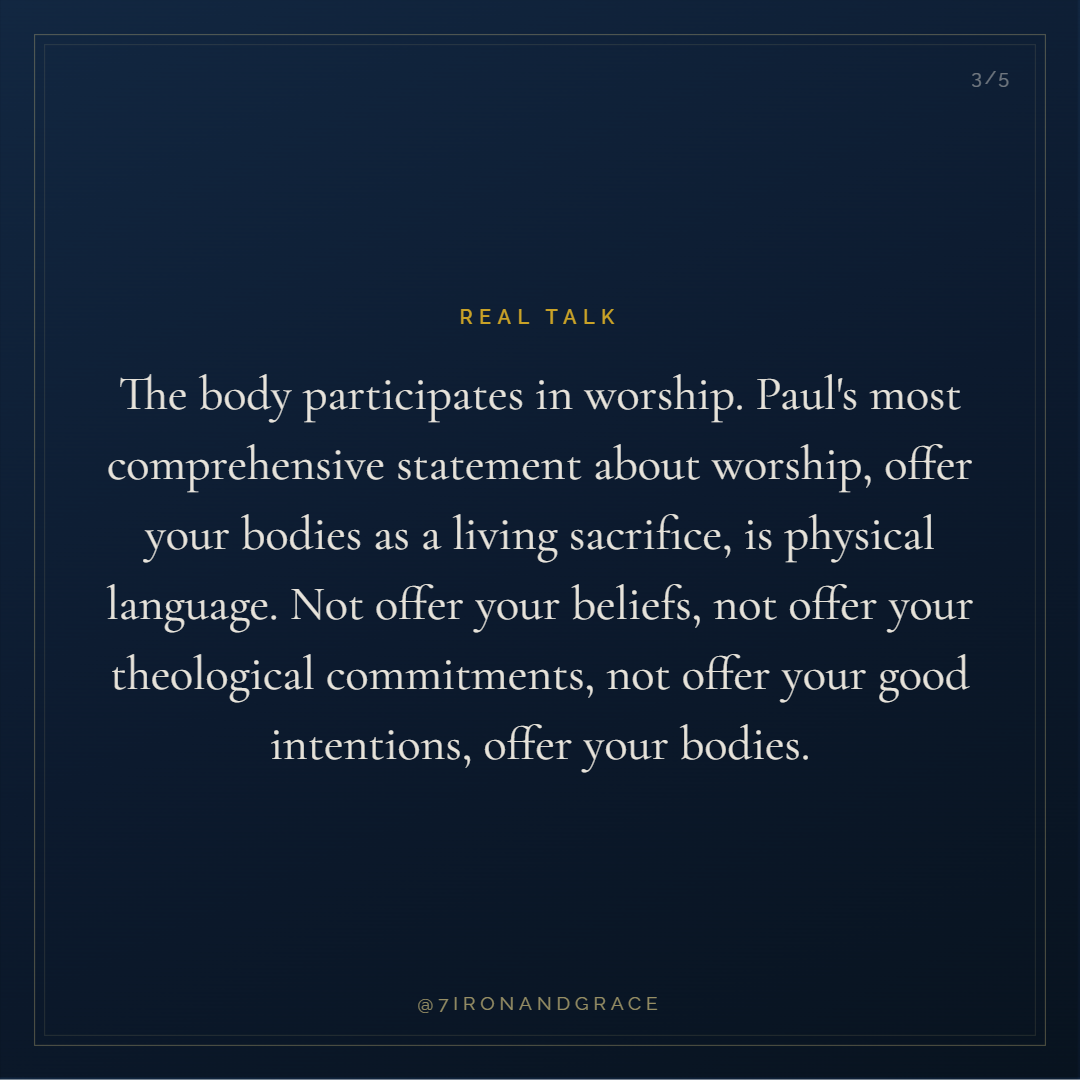 3/5
REAL TALK
The body participates in worship. Paul's most
comprehensive statement about worship, offer
your bodies as a living sacrifice, is physical
language. Not offer your beliefs, not offer your
theological commitments, not offer your good
intentions, offer your bodies.
@7IRONANDGRACE